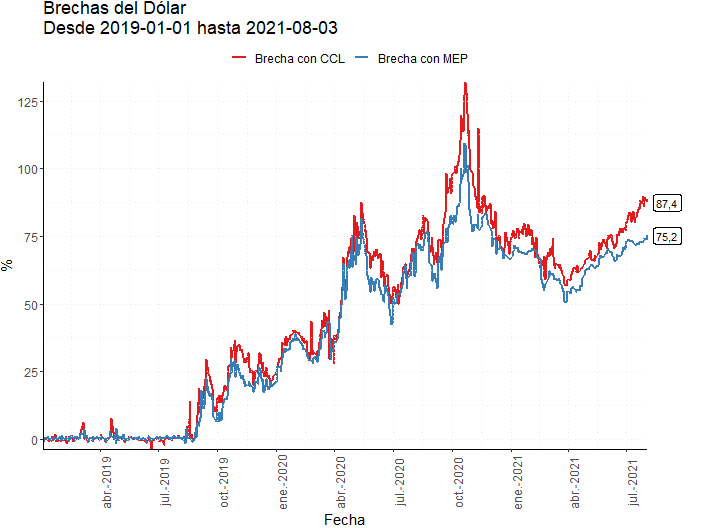 Brechas del Dólar
Desde 2019-01-01 hasta 2021-08-03
Brecha con CCL
Brecha con MEP
125
100
75
50
25
0
%
87,4
75,2
abr.-2019
jul.-2019
oct.-2019
ene.-2020
abr.-2020
jul.-2020
oct.-2020
ene.-2021
abr.-2021
jul.-2021
Fecha